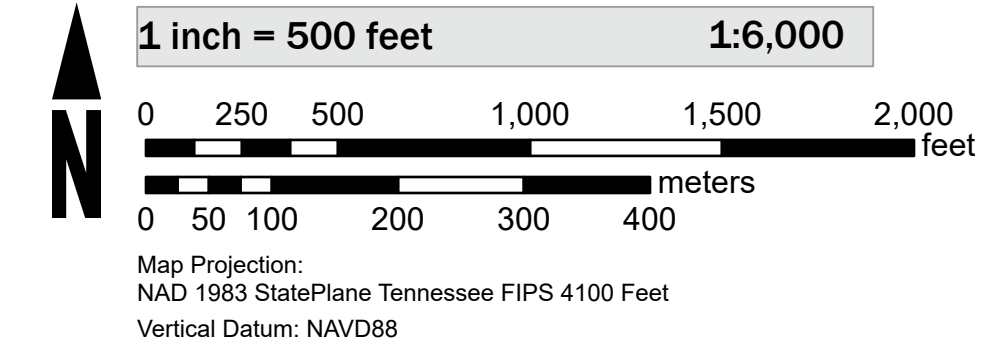 1 inch = 500 feet 1:6,000
0 250 500 1,000 1,500 2,000
feet
meters
0 50 100 200 300 400
N
Map Projection:
NAD 1983 StatePlane Tennessee FIPS 4100 Feet
Vertical Datum: NAVD88